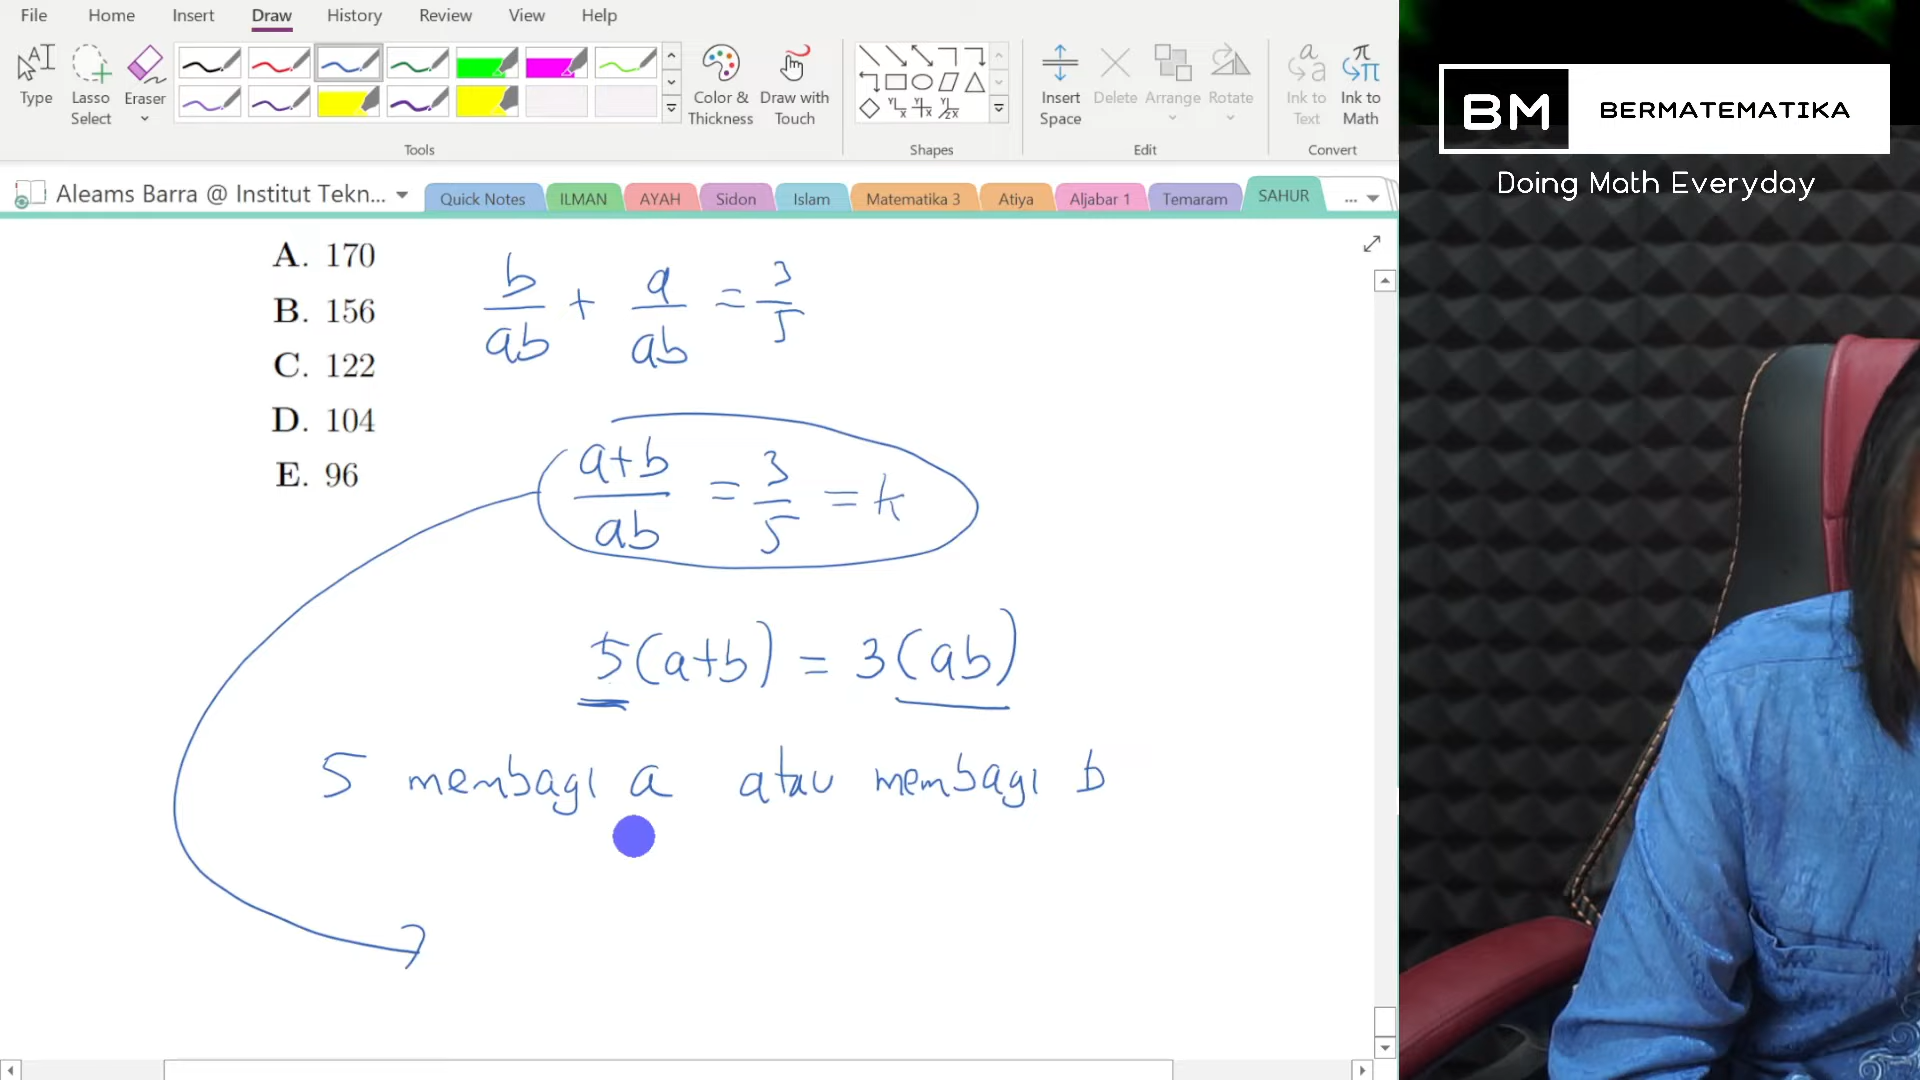 File Home Insert Draw History Review View Help
Type
Lasso Select
Eraser
Color & Thickness
Draw with Touch
Insert Space
Delete
Arrange
Rotate
Ink to Text
Ink to Math
Tools
Shapes
Edit
Convert
Aleams Barra @ Institut Tekn...
Quick Notes ILMAN AYAH Sidon Islam Matematika 3 Atiya Aljabar 1 Temaram SAHUR ...
BM BERMATEMATIKA
Doing Math Everyday
A. 170
B. 156
C. 122
D. 104
E. 96
b/ab + a/ab = 3/5
a+b/ab = 3/5 = k
5(a+b) = 3(ab)
5 membagi a atau membagi b